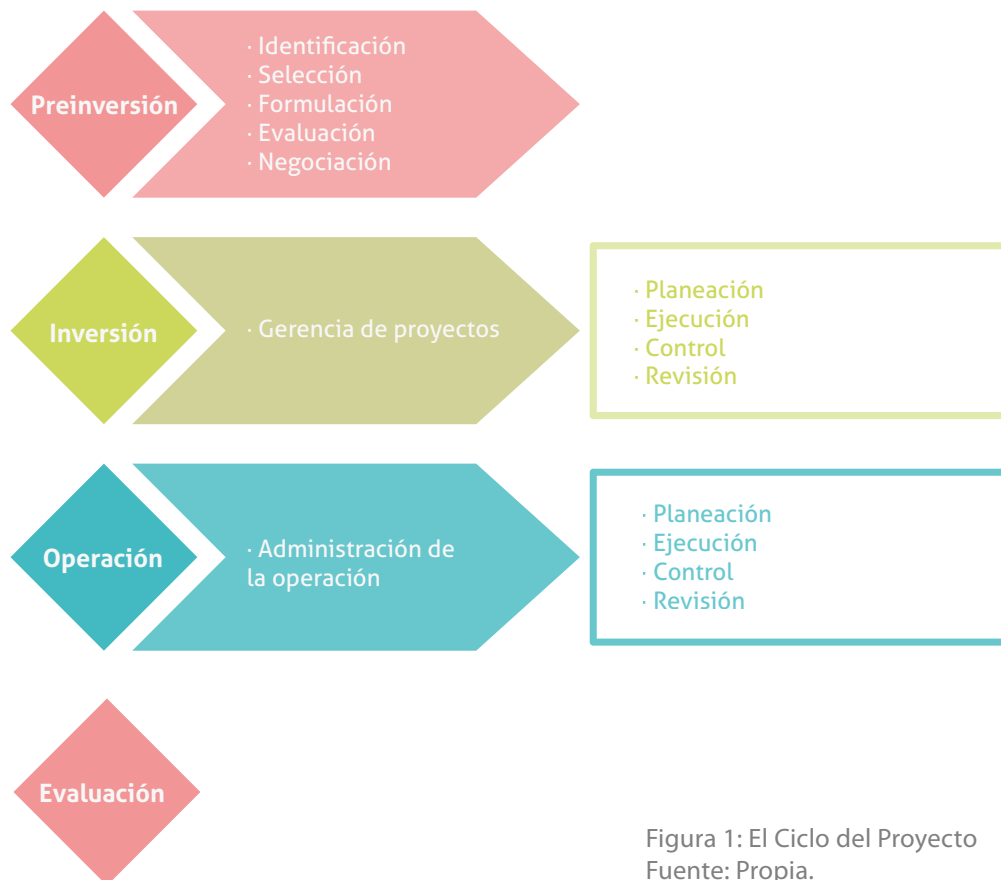 Preinversión
· Identificación
· Selección
· Formulación
· Evaluación
· Negociación
Inversión
· Gerencia de proyectos
· Planeación
· Ejecución
· Control
· Revisión
Operación
· Administración de
la operación
· Planeación
· Ejecución
· Control
· Revisión
Evaluación
Figura 1: El Ciclo del Proyecto
Fuente: Propia.